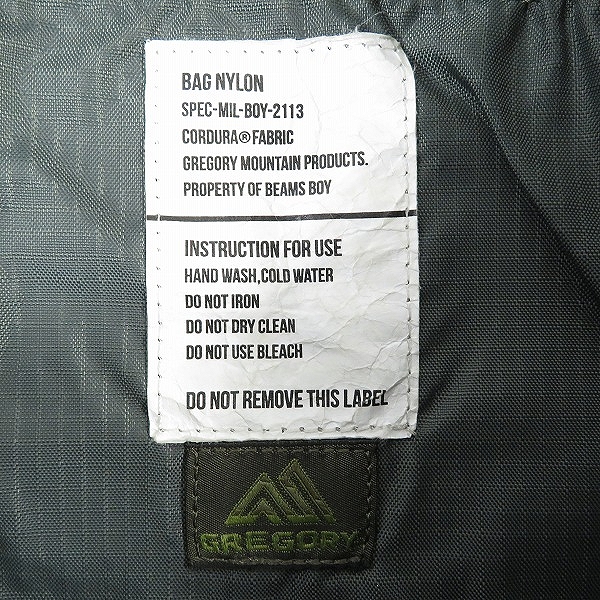 BAG NYLON
SPEC-MIL-BOY-2113
CORDURA®FABRIC
GREGORY MOUNTAIN PRODUCTS.
PROPERTY OF BEAMS BOY
INSTRUCTION FOR USE
HAND WASH,COLD WATER
DO NOT IRON
DO NOT DRY CLEAN
DO NOT USE BLEACH
DO NOT REMOVE THIS LABEL
GREGORY